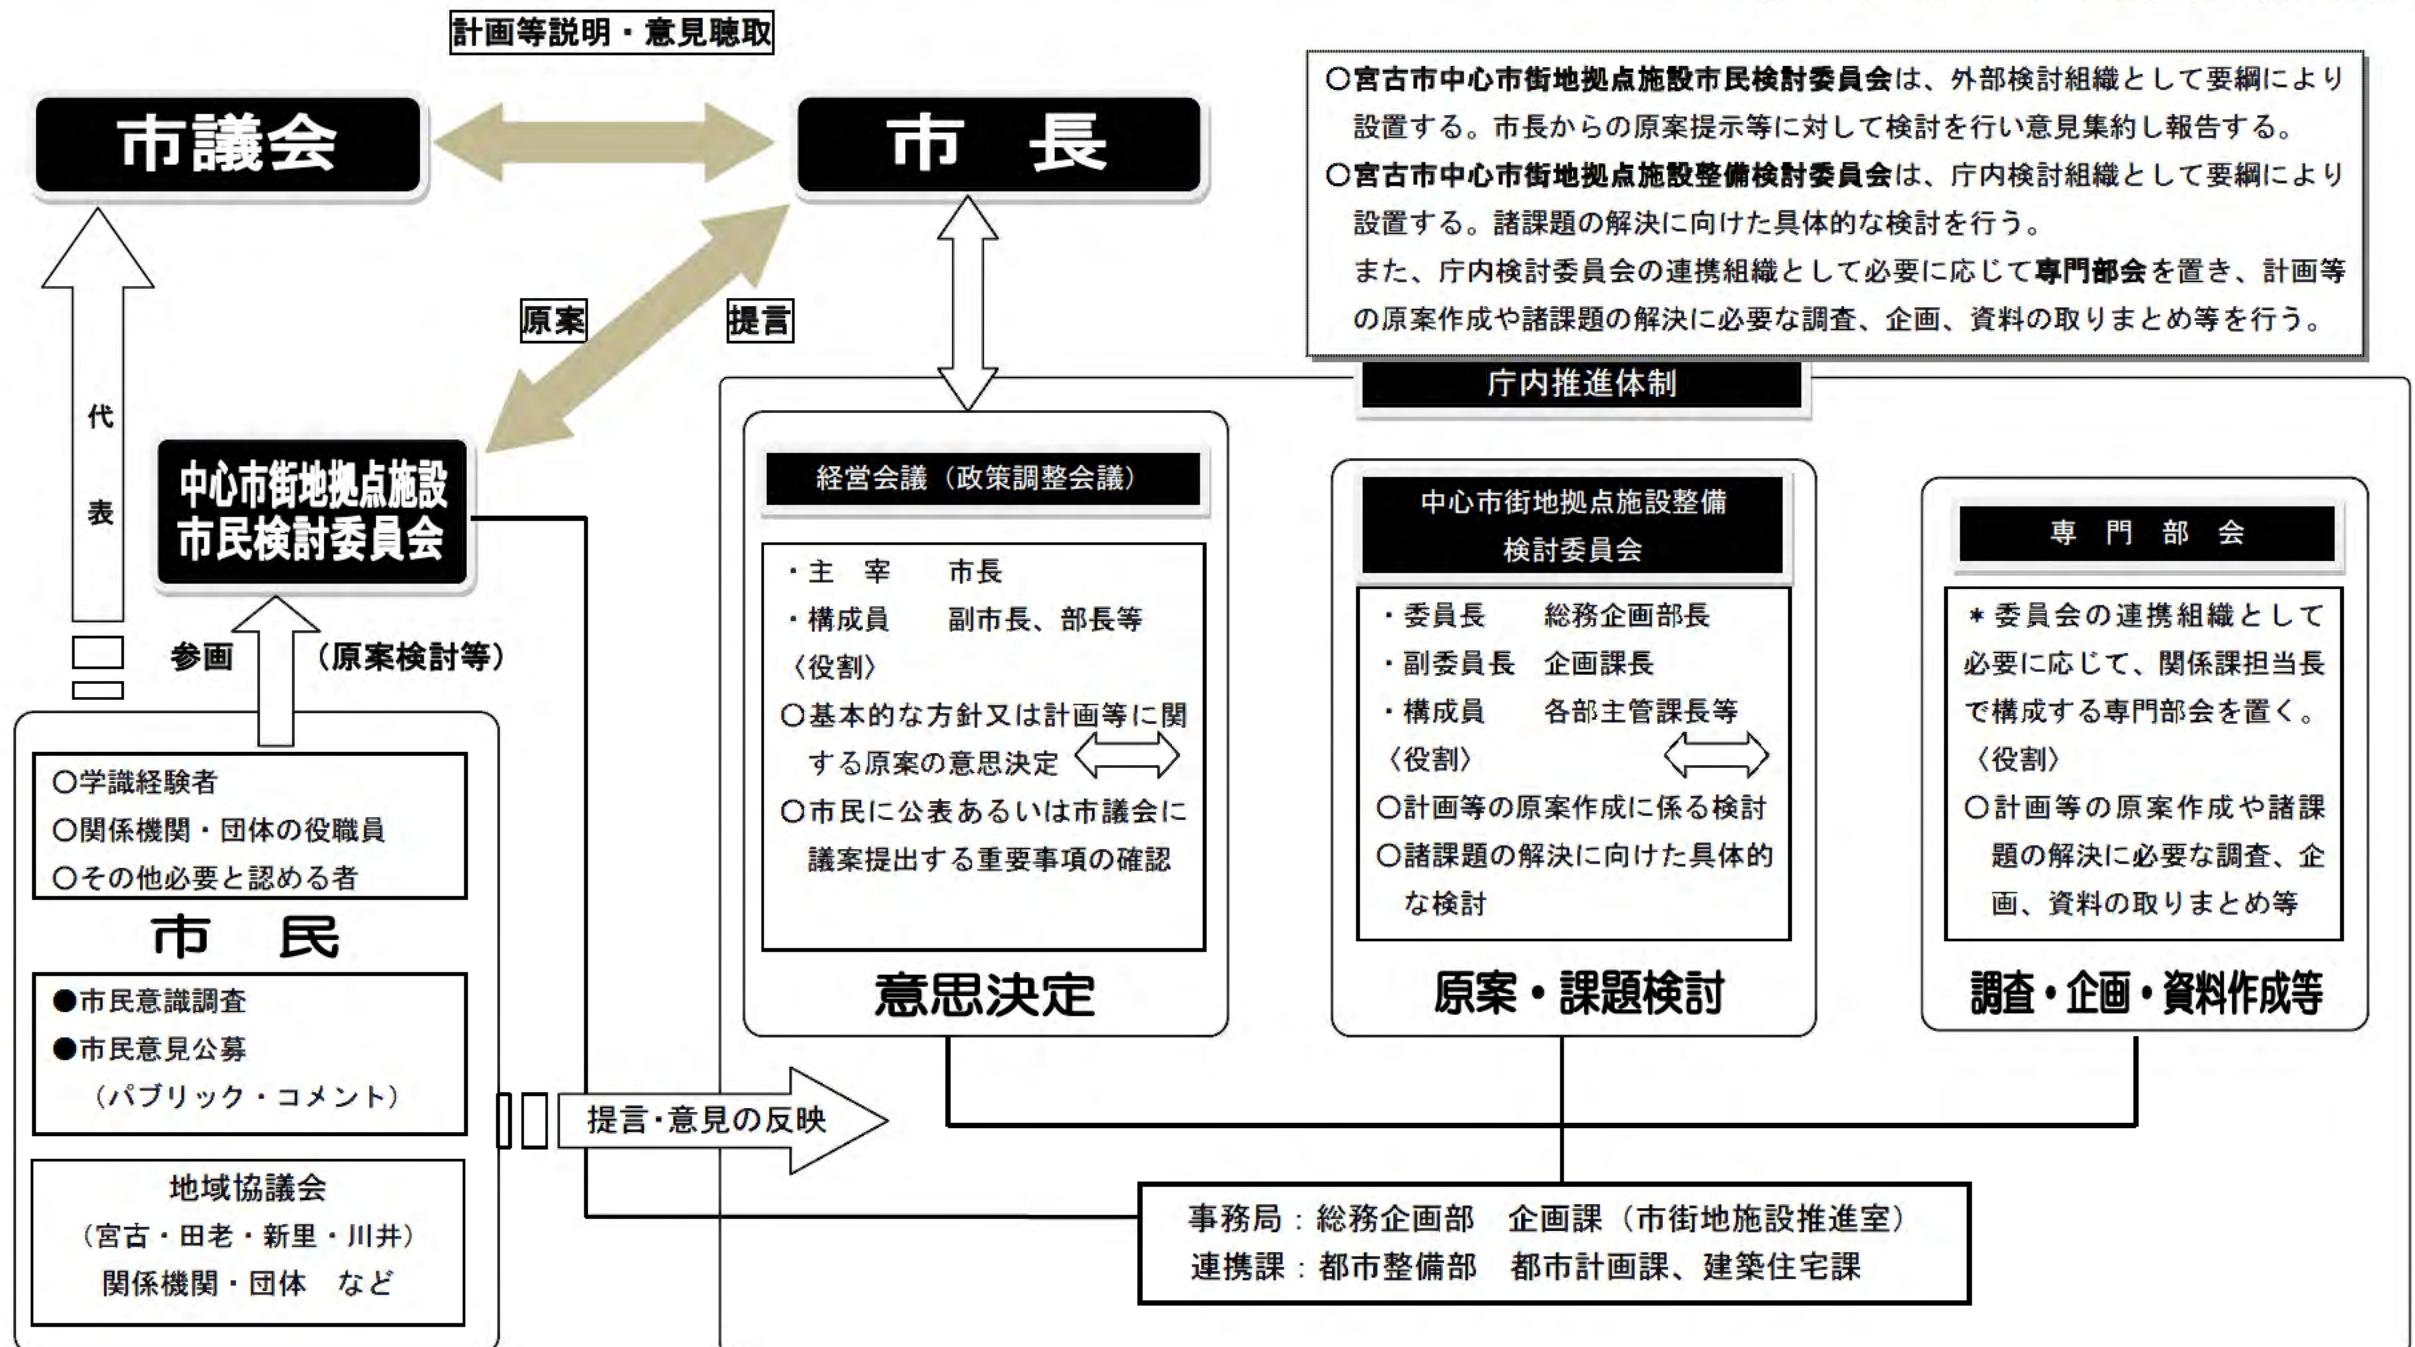 計画等説明・意見聴取
市議会
市　長
○宮古市中心市街地拠点施設市民検討委員会は、外部検討組織として要綱により
設置する。市長からの原案提示等に対して検討を行い意見集約し報告する。
○宮古市中心市街地拠点施設整備検討委員会は、庁内検討組織として要綱により
設置する。諸課題の解決に向けた具体的な検討を行う。
また、庁内検討委員会の連携組織として必要に応じて専門部会を置き、計画等
の原案作成や諸課題の解決に必要な調査、企画、資料の取りまとめ等を行う。
原案
提言
代表
中心市街地拠点施設
市民検討委員会
参画
（原案検討等）
○学識経験者
○関係機関・団体の役職員
○その他必要と認める者
市　民
●市民意識調査
●市民意見公募
（パブリック・コメント）
地域協議会
（宮古・田老・新里・川井）
関係機関・団体　など
提言・意見の反映
庁内推進体制
経営会議（政策調整会議）
・主　宰　　市長
・構成員　　副市長、部長等
〈役割〉
○基本的な方針又は計画等に関
する原案の意思決定
○市民に公表あるいは市議会に
議案提出する重要事項の確認
意思決定
中心市街地拠点施設整備
検討委員会
・委員長　　総務企画部長
・副委員長　企画課長
・構成員　　各部主管課長等
〈役割〉
○計画等の原案作成に係る検討
○諸課題の解決に向けた具体的
な検討
原案・課題検討
専　門　部　会
＊委員会の連携組織として
必要に応じて、関係課担当長
で構成する専門部会を置く。
〈役割〉
○計画等の原案作成や諸課
題の解決に必要な調査、企
画、資料の取りまとめ等
調査・企画・資料作成等
事務局：総務企画部　企画課（市街地施設推進室）
連携課：都市整備部　都市計画課、建築住宅課